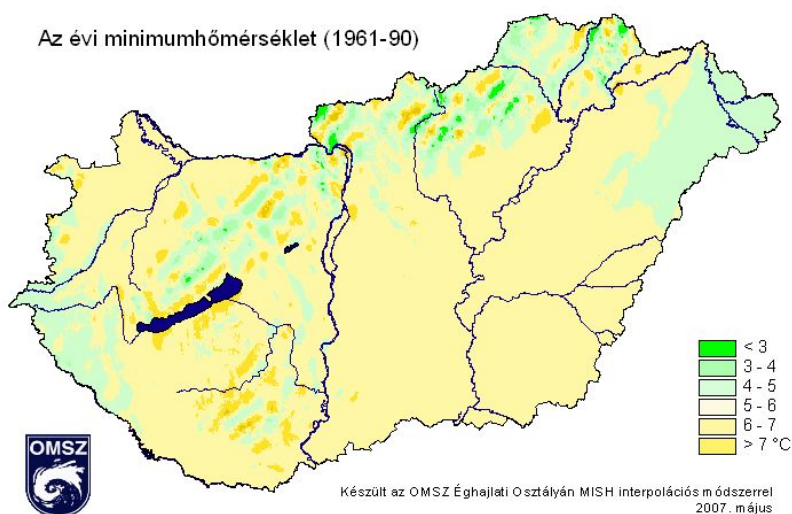 Az évi minimumhőmérséklet (1961-90)
< 3
3 - 4
4 - 5
5 - 6
6 - 7
> 7 °C
OMSZ
Készült az OMSZ Éghajlati Osztályán MISH interpolációs módszerrel
2007. május